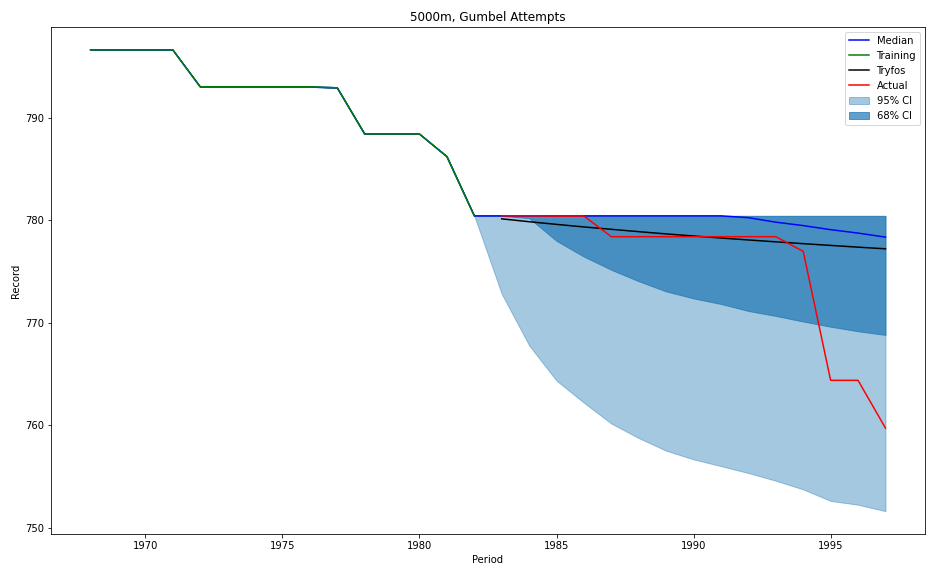 5000m, Gumbel Attempts
Median
Training
Tryfos
Actual
95% CI
68% CI
Record
790
780
770
760
750
1970
1975
1980
1985
1990
1995
Period